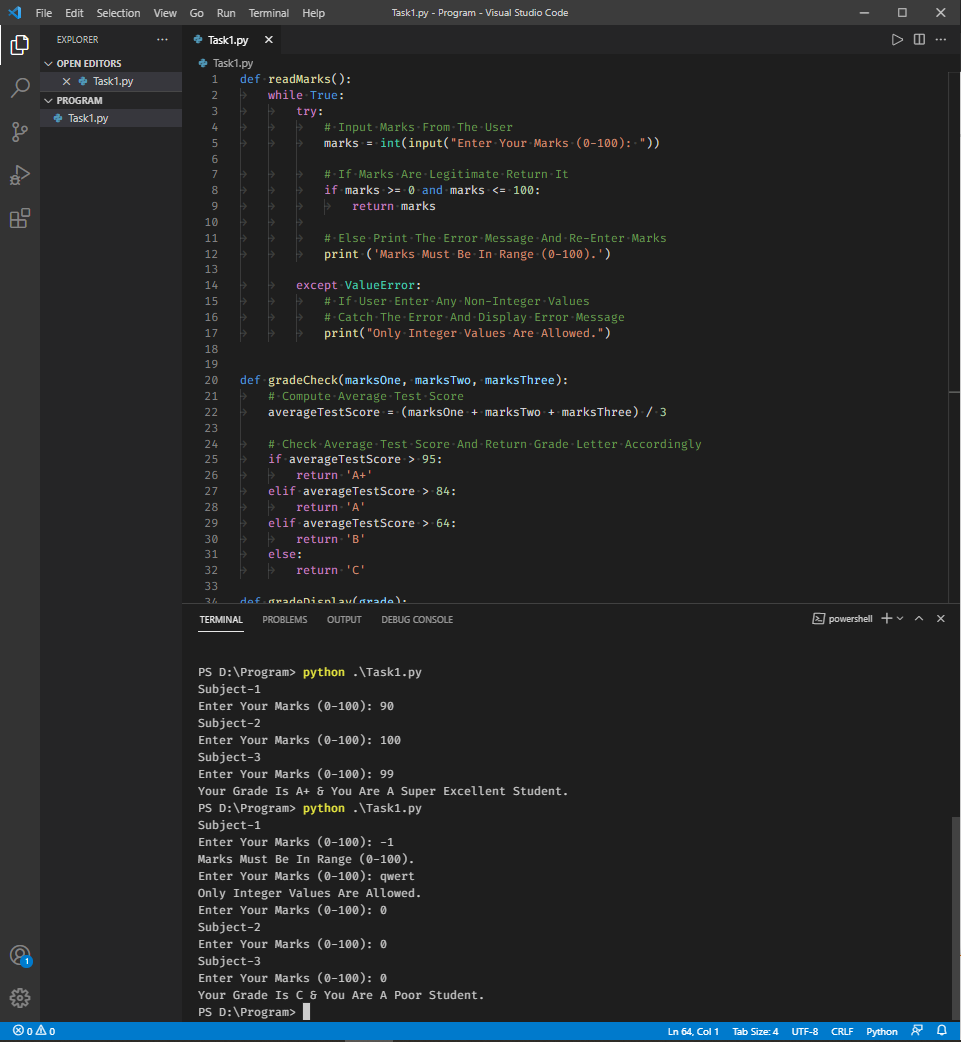 File Edit Selection View Go Run Terminal Help Task1.py - Program - Visual Studio Code
EXPLORER
OPEN EDITORS
Task1.py
PROGRAM
Task1.py
Task1.py
Task1.py
1 def readMarks():
2 while True:
3 try:
4 # Input Marks From The User
5 marks = int(input("Enter Your Marks (0-100): "))
6
7 # If Marks Are Legitimate Return It
8 if marks >= 0 and marks <= 100:
9 return marks
10
11 # Else Print The Error Message And Re-Enter Marks
12 print ('Marks Must Be In Range (0-100).')
13
14 except ValueError:
15 # If User Enter Any Non-Integer Values
16 # Catch The Error And Display Error Message
17 print("Only Integer Values Are Allowed.")
18
19
20 def gradeCheck(marksOne, marksTwo, marksThree):
21 # Compute Average Test Score
22 averageTestScore = (marksOne + marksTwo + marksThree) / 3
23
24 # Check Average Test Score And Return Grade Letter Accordingly
25 if averageTestScore > 95:
26 return 'A+'
27 elif averageTestScore > 84:
28 return 'A'
29 elif averageTestScore > 64:
30 return 'B'
31 else:
32 return 'C'
33
34 def gradeDisplay(grade):
TERMINAL PROBLEMS OUTPUT DEBUG CONSOLE powershell
PS D:\Program> python .\Task1.py
Subject-1
Enter Your Marks (0-100): 90
Subject-2
Enter Your Marks (0-100): 100
Subject-3
Enter Your Marks (0-100): 99
Your Grade Is A+ & You Are A Super Excellent Student.
PS D:\Program> python .\Task1.py
Subject-1
Enter Your Marks (0-100): -1
Marks Must Be In Range (0-100).
Enter Your Marks (0-100): qwert
Only Integer Values Are Allowed.
Enter Your Marks (0-100): 0
Subject-2
Enter Your Marks (0-100): 0
Subject-3
Enter Your Marks (0-100): 0
Your Grade Is C & You Are A Poor Student.
PS D:\Program>
1
0 0 Ln 64, Col 1 Tab Size: 4 UTF-8 CRLF Python